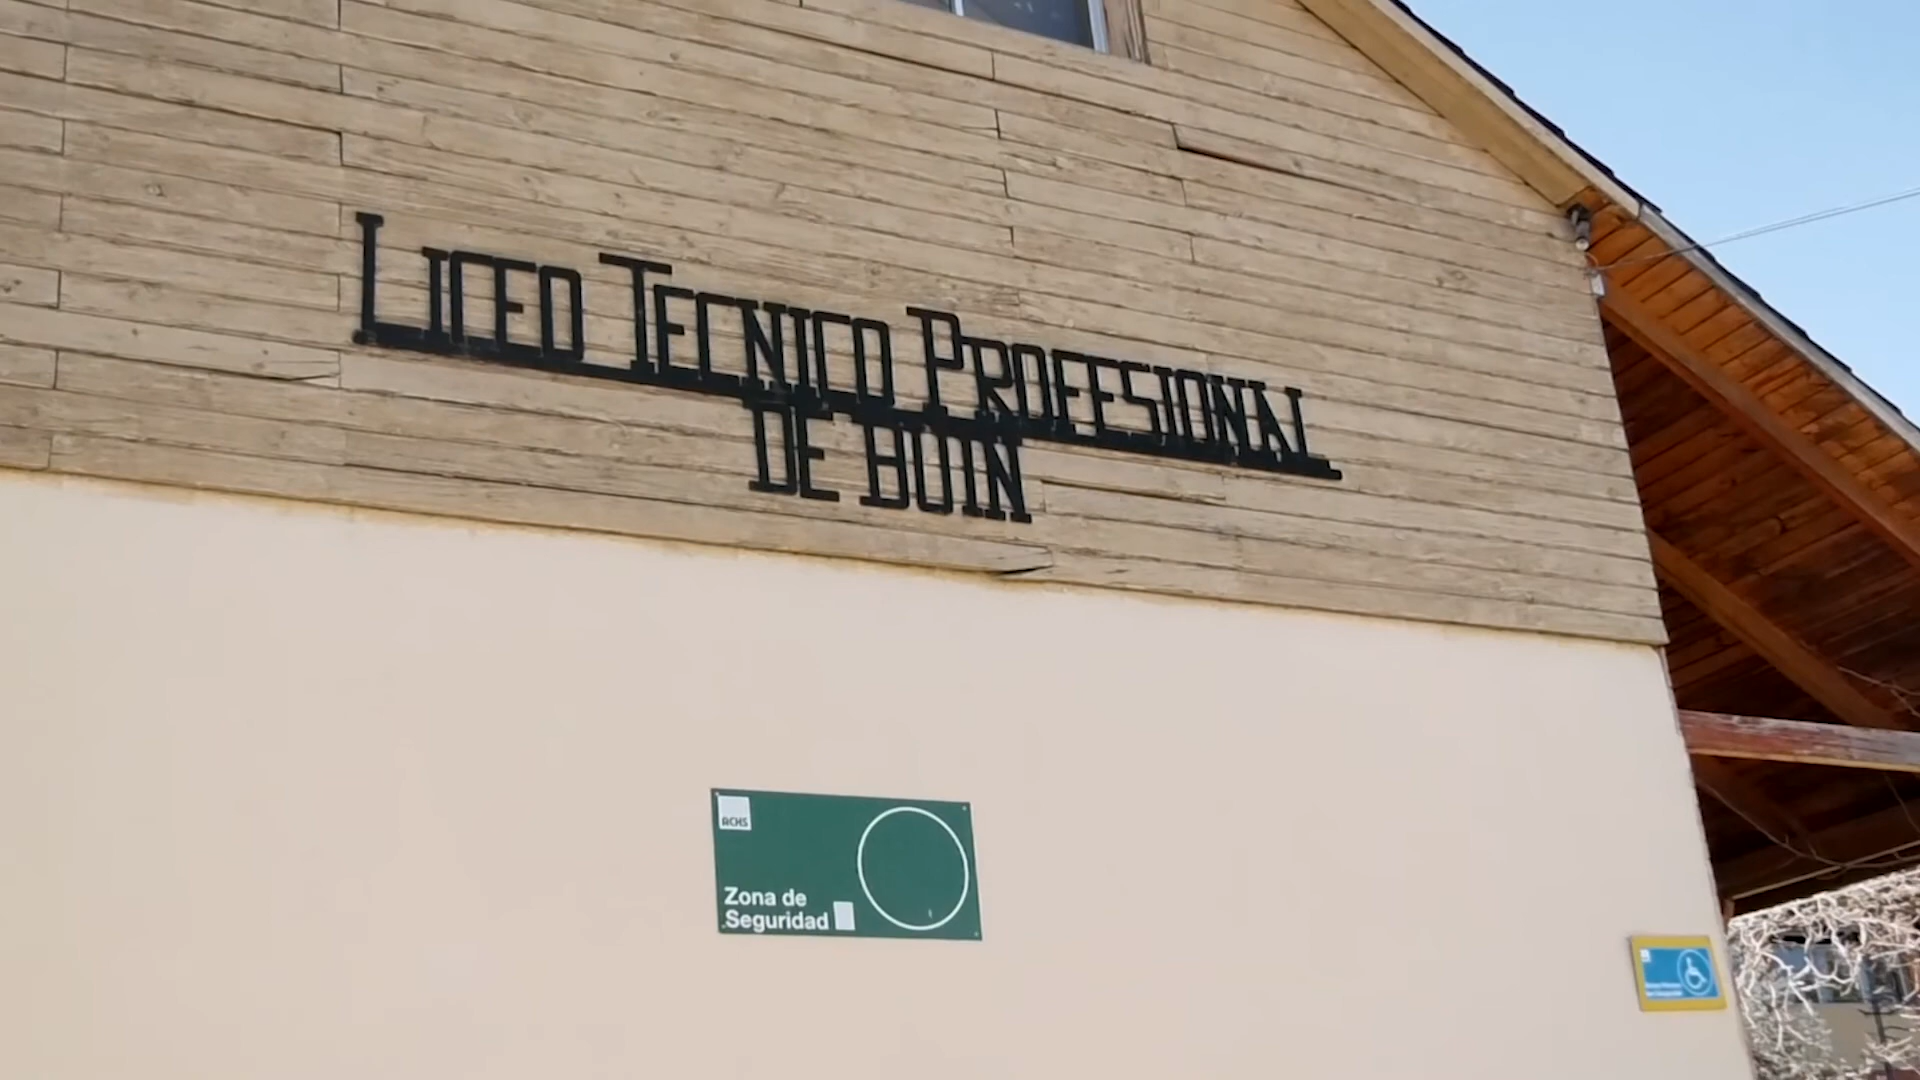 LICEO TECNICO PROFESIONAL
DE BUIN
ACHS
Zona de
Seguridad